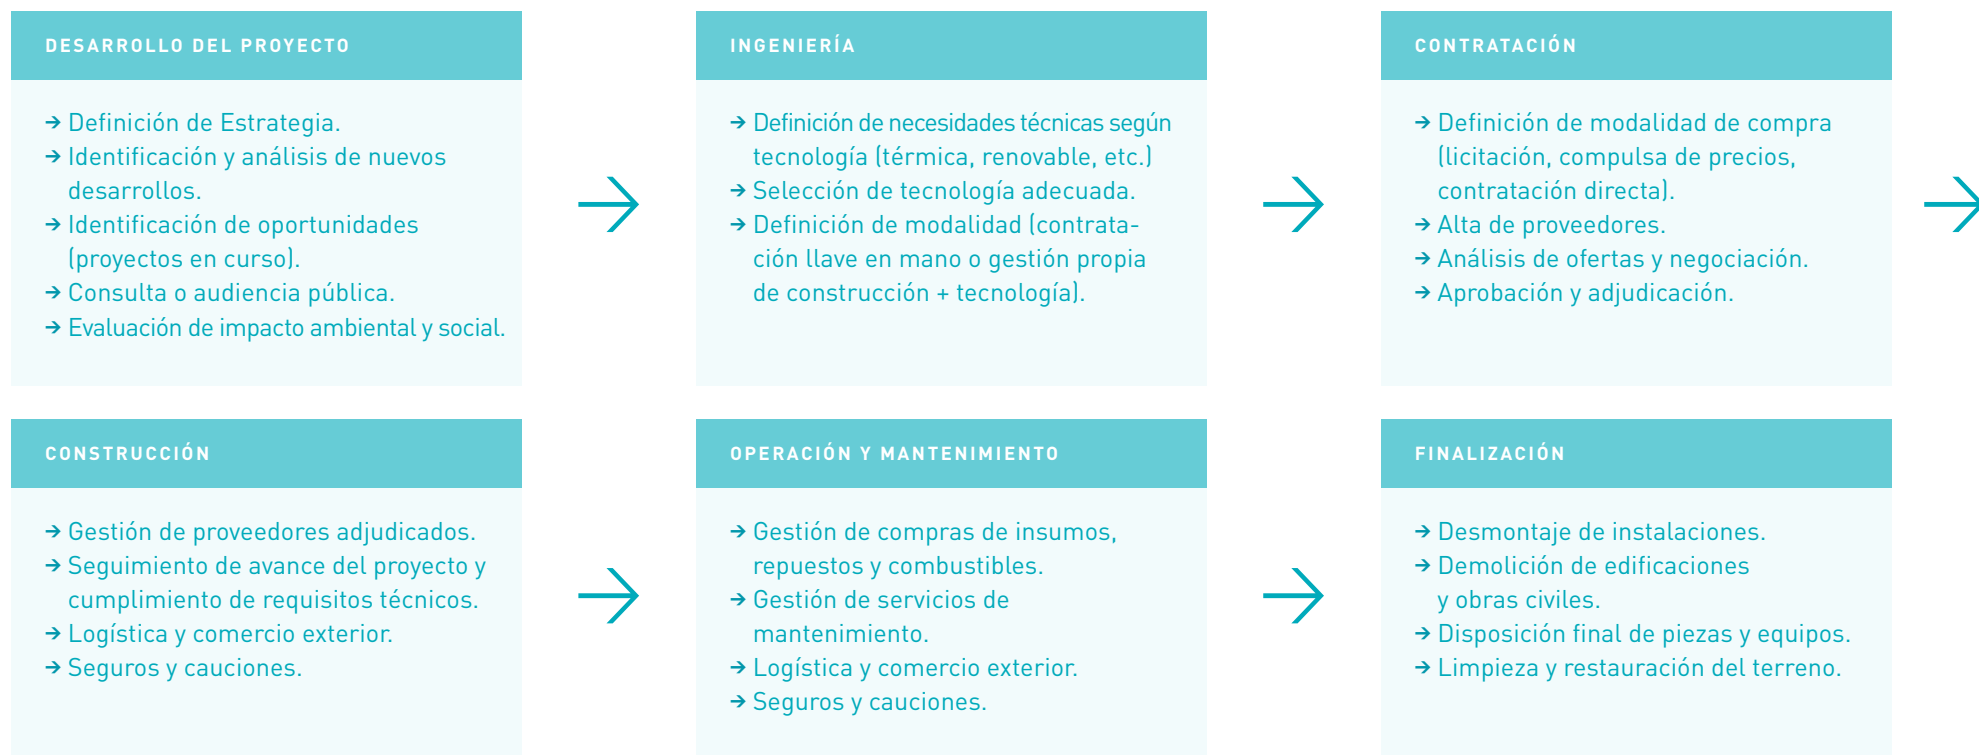 DESARROLLO DEL PROYECTO
→ Definición de Estrategia.
→ Identificación y análisis de nuevos
desarrollos.
→ Identificación de oportunidades
(proyectos en curso).
→ Consulta o audiencia pública.
→ Evaluación de impacto ambiental y social.
INGENIERÍA
→ Definición de necesidades técnicas según
tecnología (térmica, renovable, etc.)
→ Selección de tecnología adecuada.
→ Definición de modalidad (contrata-
ción llave en mano o gestión propia
de construcción + tecnología).
CONTRATACIÓN
→ Definición de modalidad de compra
(licitación, compulsa de precios,
contratación directa).
→ Alta de proveedores.
→ Análisis de ofertas y negociación.
→ Aprobación y adjudicación.
CONSTRUCCIÓN
→ Gestión de proveedores adjudicados.
→ Seguimiento de avance del proyecto y
cumplimiento de requisitos técnicos.
→ Logística y comercio exterior.
→ Seguros y cauciones.
OPERACIÓN Y MANTENIMIENTO
→ Gestión de compras de insumos,
repuestos y combustibles.
→ Gestión de servicios de
mantenimiento.
→ Logística y comercio exterior.
→ Seguros y cauciones.
FINALIZACIÓN
→ Desmontaje de instalaciones.
→ Demolición de edificaciones
y obras civiles.
→ Disposición final de piezas y equipos.
→ Limpieza y restauración del terreno.